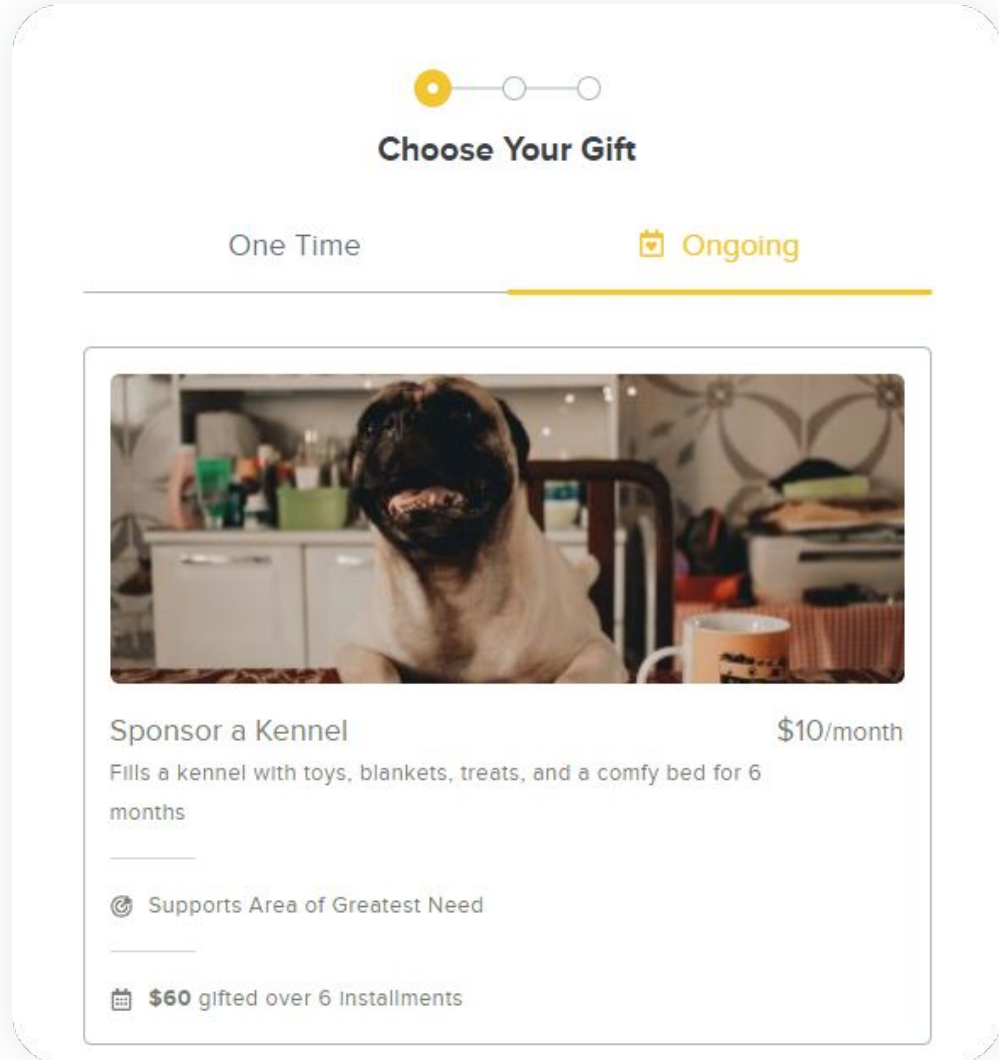 Choose Your Gift
One Time
Ongoing
Sponsor a Kennel
$10/month
Fills a kennel with toys, blankets, treats, and a comfy bed for 6
months
Supports Area of Greatest Need
$60 gifted over 6 installments